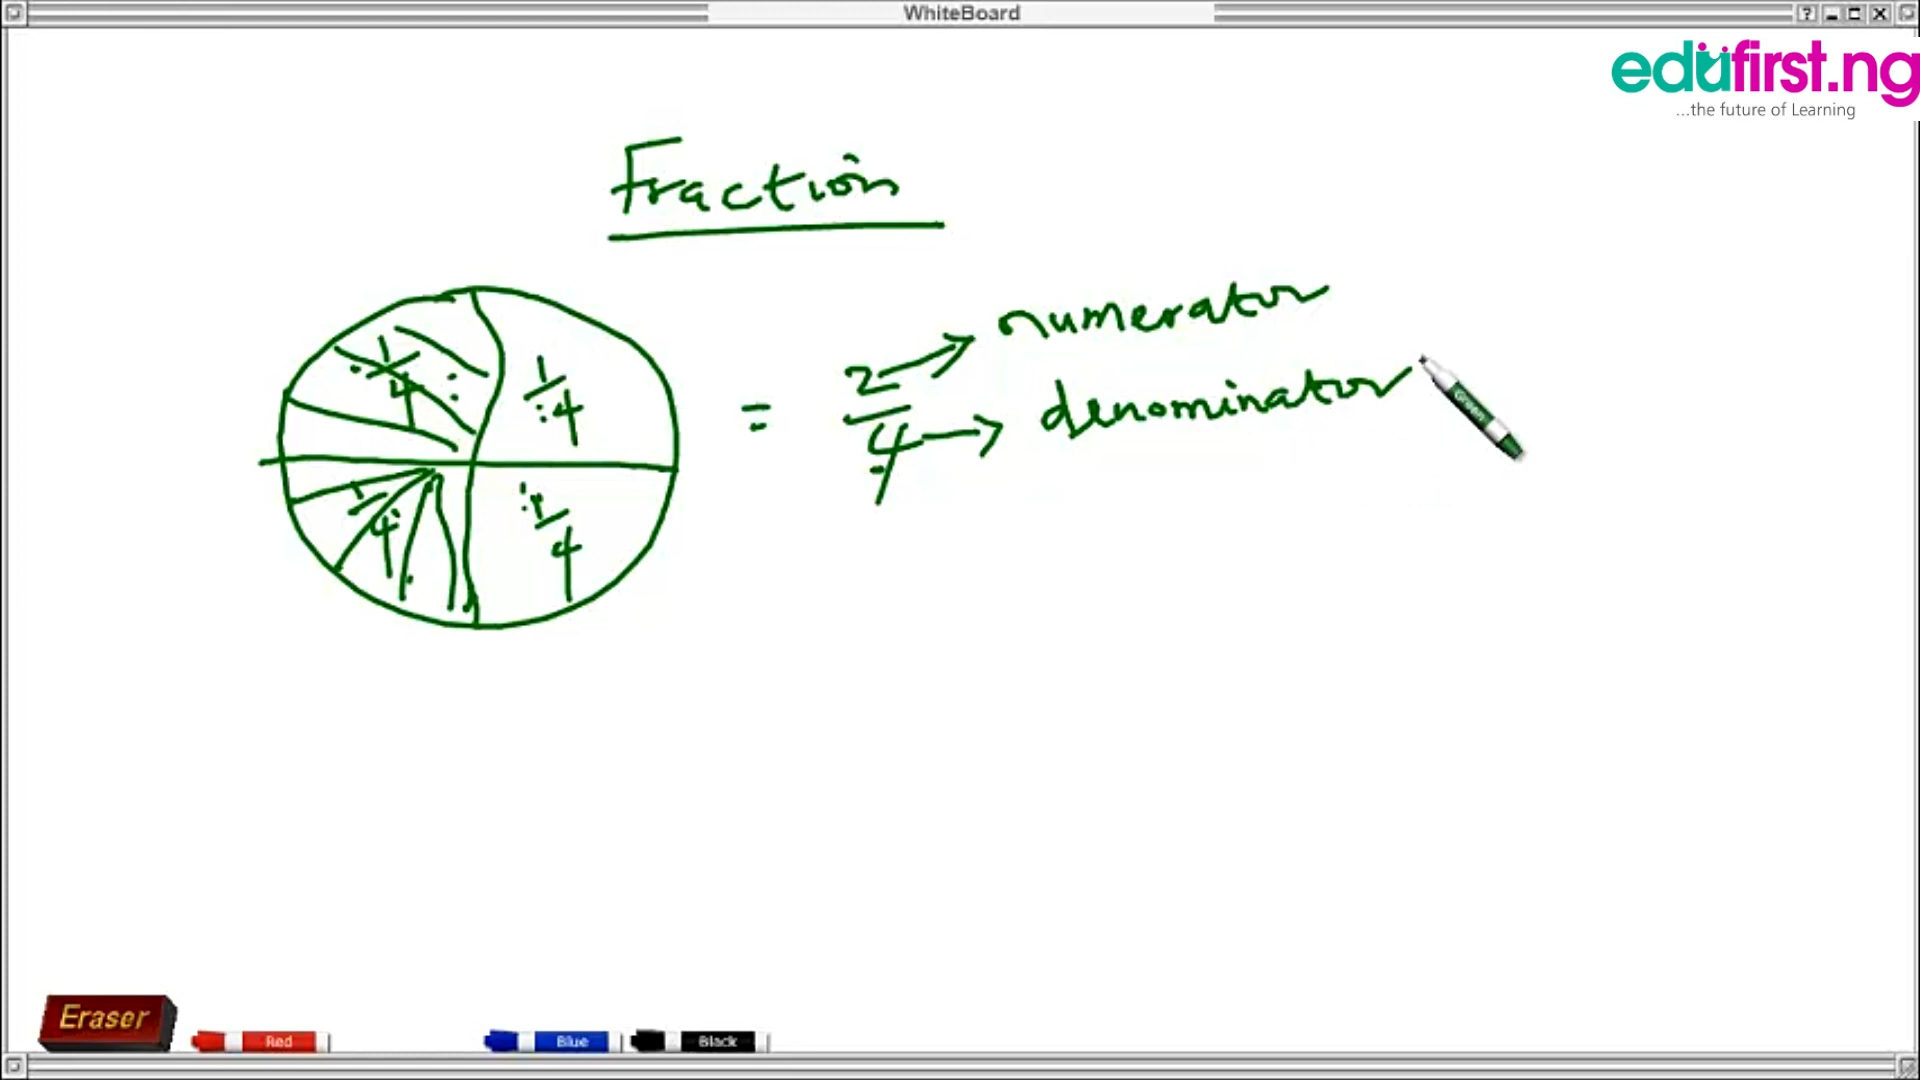 WhiteBoard
edufirst.ng
...the future of Learning
Fraction
1/4 1/4
1/4 1/4
= 2/4
numerator
denominator
Green
Eraser
Red
Blue
Black